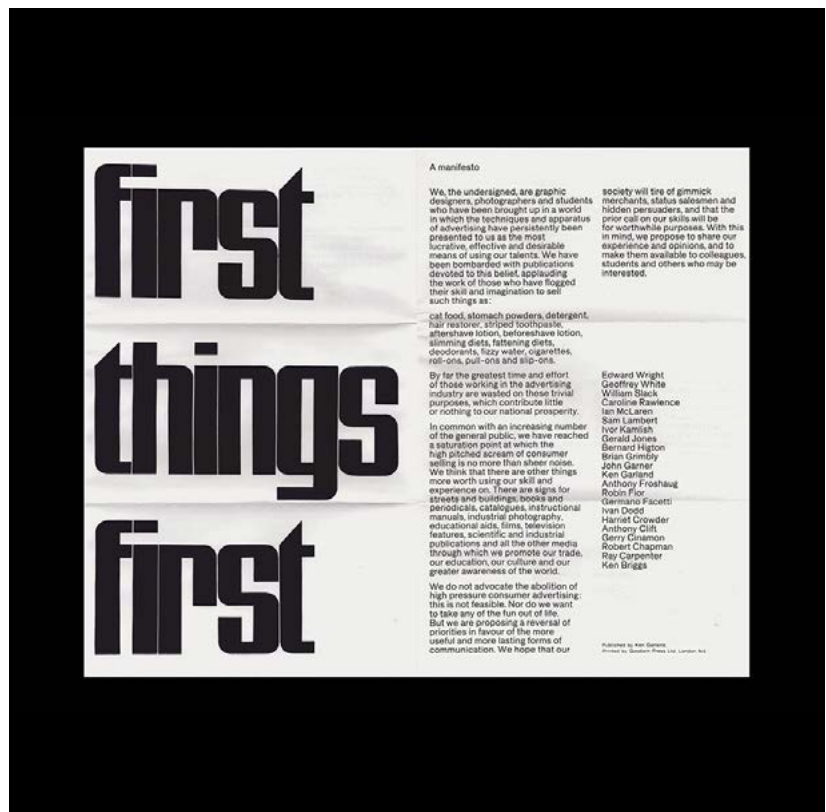 first
things
first
A manifesto
We, the undersigned, are graphic
designers, photographers and students
who have been brought up in a world
in which the techniques and apparatus
of advertising have persistently been
presented to us as the most
lucrative, effective and desirable
means of using our talents. We have
been bombarded with publications
devoted to this belief, applauding
the work of those who have flogged
their skill and imagination to sell
such things as:
cat food, stomach powders, detergent,
hair restorer, striped toothpaste,
aftershave lotion, beforeshave lotion,
slimming diets, fattening diets,
deodorants, fizzy water, cigarettes,
roll-ons, pull-ons and slip-ons.
By far the greatest time and effort
of those working in the advertising
industry are wasted on these trivial
purposes, which contribute little
or nothing to our national prosperity.
In common with an increasing number
of the general public, we have reached
a saturation point at which the
high pitched scream of consumer
selling is no more than sheer noise.
We think that there are other things
more worth using our skill and
experience on. There are signs for
streets and buildings, books and
periodicals, catalogues, instructional
manuals, industrial photography,
educational aids, films, television
features, scientific and industrial
publications and all the other media
through which we promote our trade,
our education, our culture and our
greater awareness of the world.
We do not advocate the abolition of
high pressure consumer advertising:
this is not feasible. Nor do we want
to take any of the fun out of life.
But we are proposing a reversal of
priorities in favour of the more
useful and more lasting forms of
communication. We hope that our
society will tire of gimmick
merchants, status salesmen and
hidden persuaders, and that the
prior call on our skills will be
for worthwhile purposes. With this
in mind, we propose to share our
experience and opinions, and to
make them available to colleagues,
students and others who may be
interested.
Edward Wright
Geoffrey White
William Slack
Caroline Rawlence
Ian McLaren
Sam Lambert
Ivor Kamlish
Gerald Jones
Bernard Higton
Brian Grimbly
John Garner
Ken Garland
Anthony Froshaug
Robin Fior
Germano Facetti
Ivan Dodd
Harriet Crowder
Anthony Clift
Gerry Cinamon
Robert Chapman
Ray Carpenter
Ken Briggs
Published by Ken Garland.
Printed by Goodwin Press Ltd. London N4